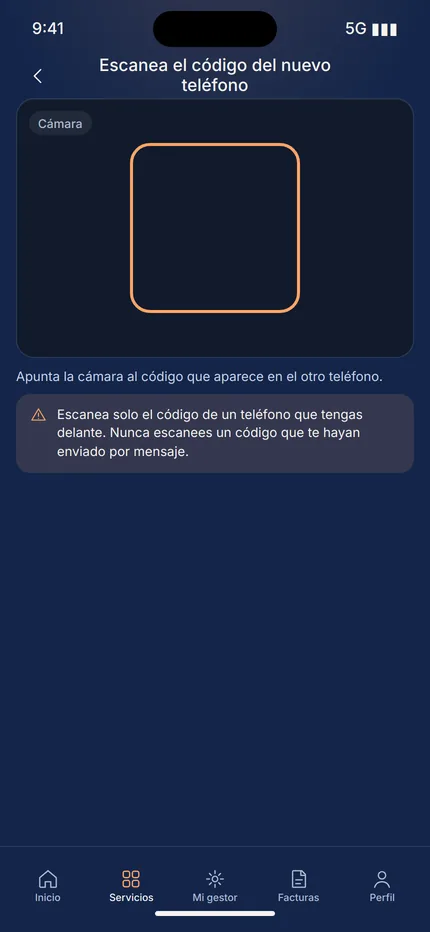 9:41
5G
Escanea el código del nuevo
teléfono
Cámara
Apunta la cámara al código que aparece en el otro teléfono.
Escanea solo el código de un teléfono que tengas
delante. Nunca escanees un código que te hayan
enviado por mensaje.
Inicio
Servicios
Mi gestor
Facturas
Perfil